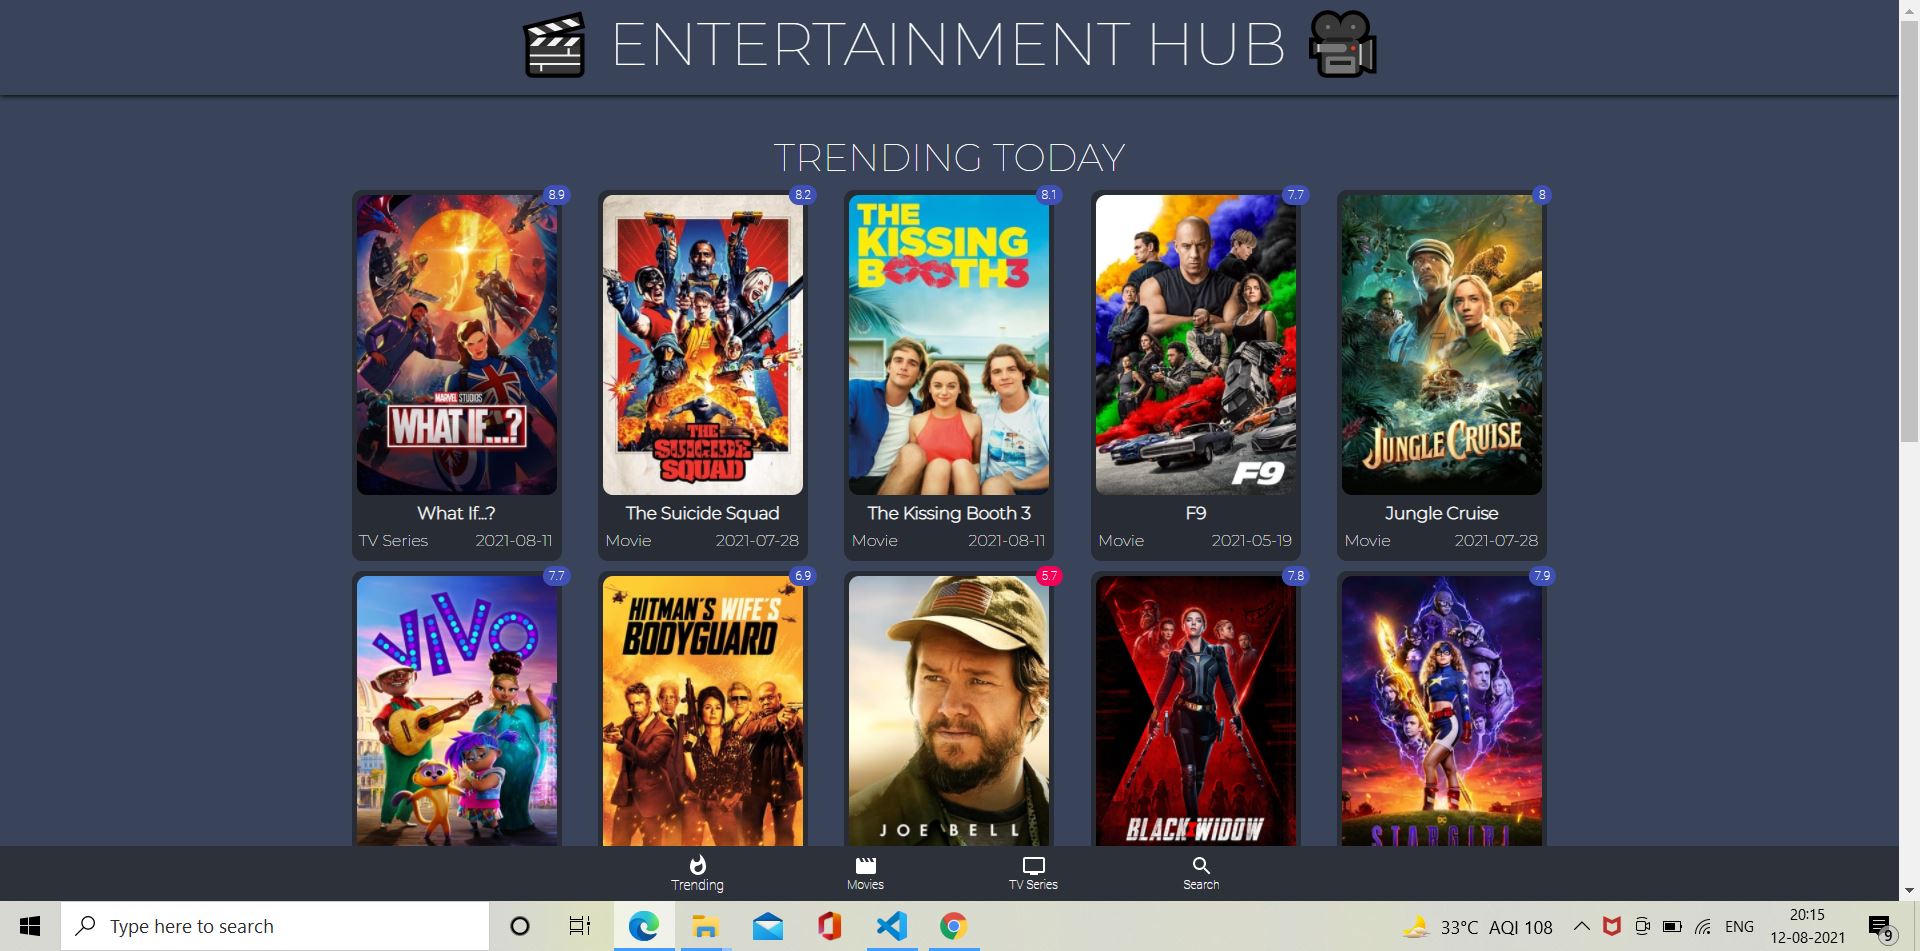 ENTERTAINMENT HUB
TRENDING TODAY
8.9
8.2
8.1
7.7
8
MARVEL STUDIOS
WHAT IF...?
THE
SUICIDE
SQUAD
THE
KISSING
BOOTH 3
F9
JUNGLE CRUISE
What If...?
The Suicide Squad
The Kissing Booth 3
F9
Jungle Cruise
TV Series 2021-08-11
Movie 2021-07-28
Movie 2021-08-11
Movie 2021-05-19
Movie 2021-07-28
7.7
6.9
5.7
7.8
7.9
VIVO
HITMAN'S WIFE'S
BODYGUARD
JOE BELL
BLACK WIDOW
DC
STARGIRL
Trending
Movies
TV Series
Search
Type here to search
33°C AQI 108
ENG
20:15
12-08-2021
9